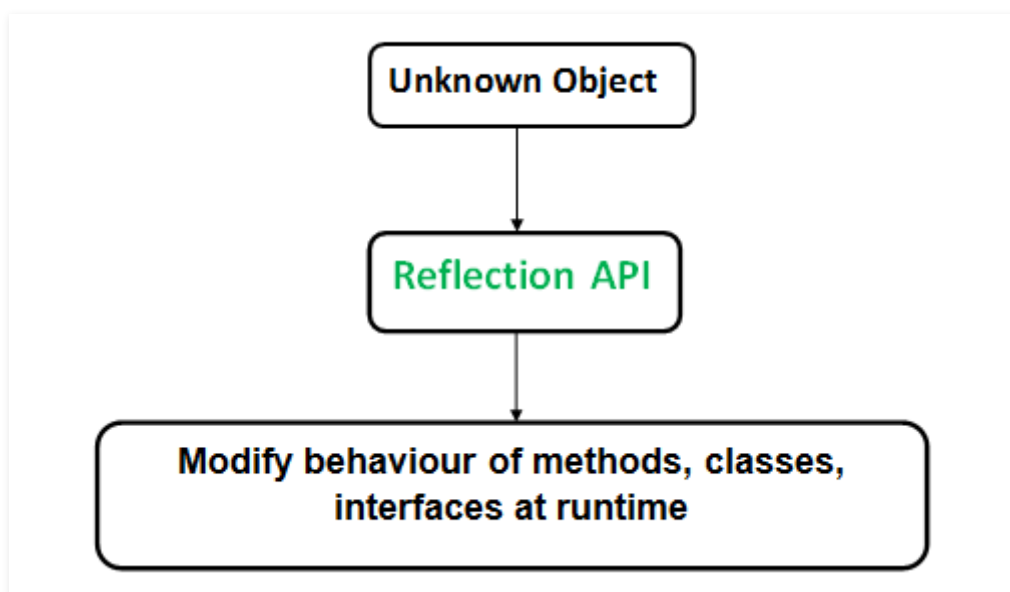 Unknown Object
Reflection API
Modify behaviour of methods, classes,
interfaces at runtime